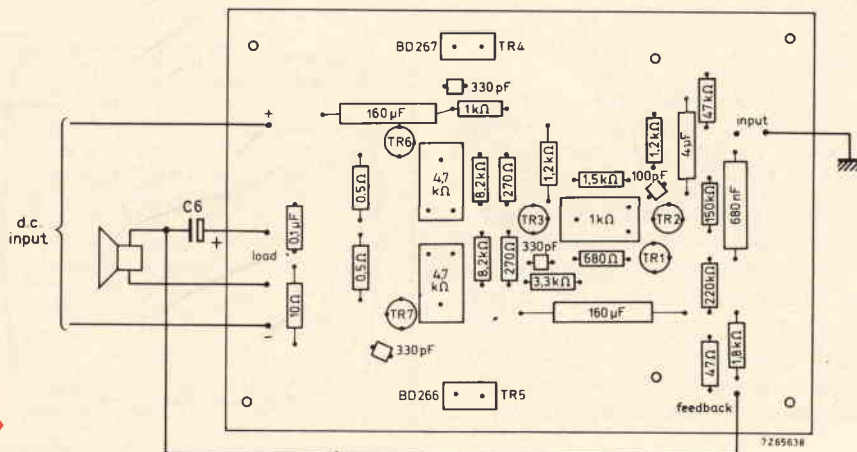 BD267
TR4
330pF
160µF
1kΩ
47kΩ
input
+
TR6
4,7 kΩ
8,2kΩ
270Ω
1,2kΩ
1,2kΩ
4µF
1,5kΩ
100pF
0,5Ω
TR3
1kΩ
TR2
150kΩ
680nF
d.c. input
C6
+
load
0,1µF
0,5Ω
4,7 kΩ
8,2kΩ
270Ω
330pF
680Ω
TR1
3,3kΩ
220kΩ
10Ω
TR7
160µF
-
330pF
47Ω
1,8kΩ
BD266
TR5
feedback
7Z65638